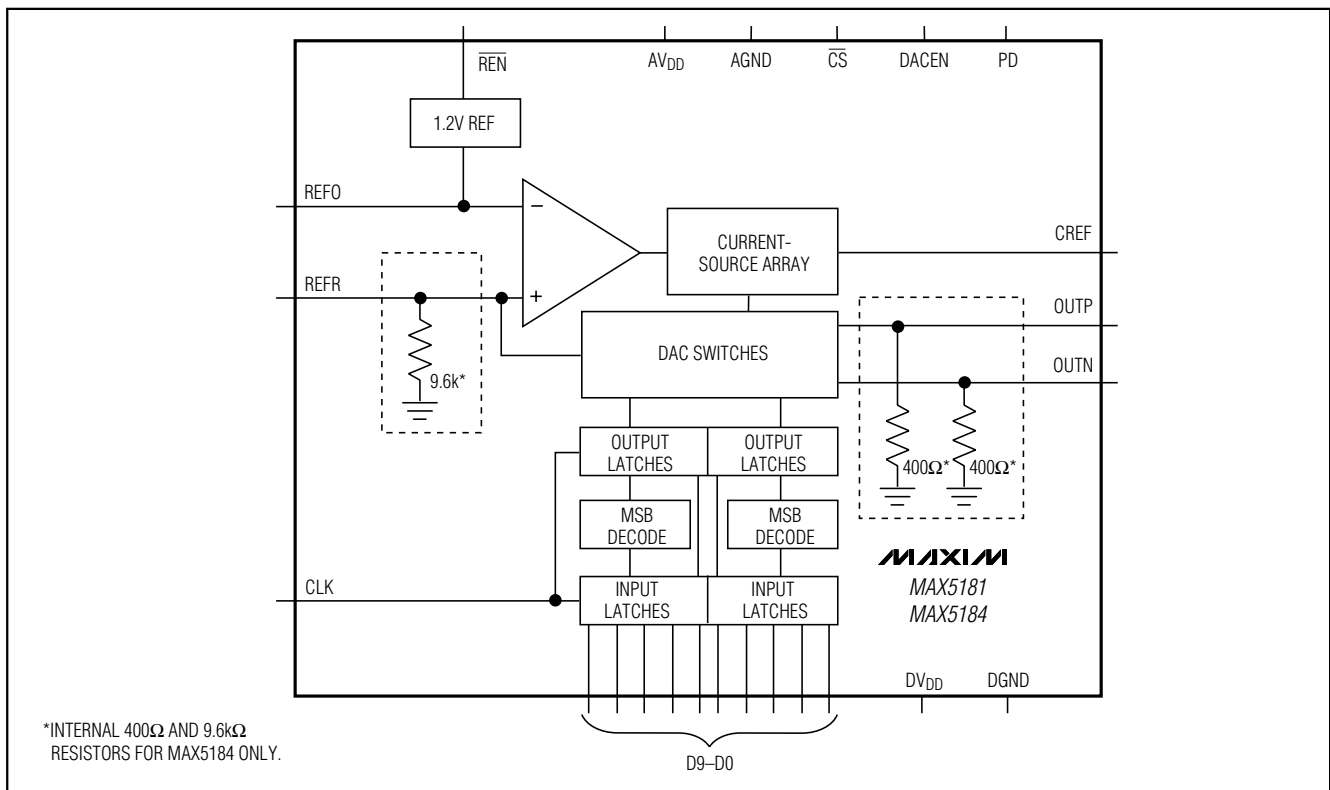 REN AVDD AGND CS DACEN PD
1.2V REF
REFO
−
CURRENT-
SOURCE ARRAY
CREF
REFR
+
9.6k*
DAC SWITCHES
OUTP
OUTN
400Ω* 400Ω*
OUTPUT
LATCHES
OUTPUT
LATCHES
MSB
DECODE
MSB
DECODE
CLK
INPUT
LATCHES
INPUT
LATCHES
MAXIM
MAX5181
MAX5184
DVDD DGND
D9–D0
*INTERNAL 400Ω AND 9.6kΩ
RESISTORS FOR MAX5184 ONLY.